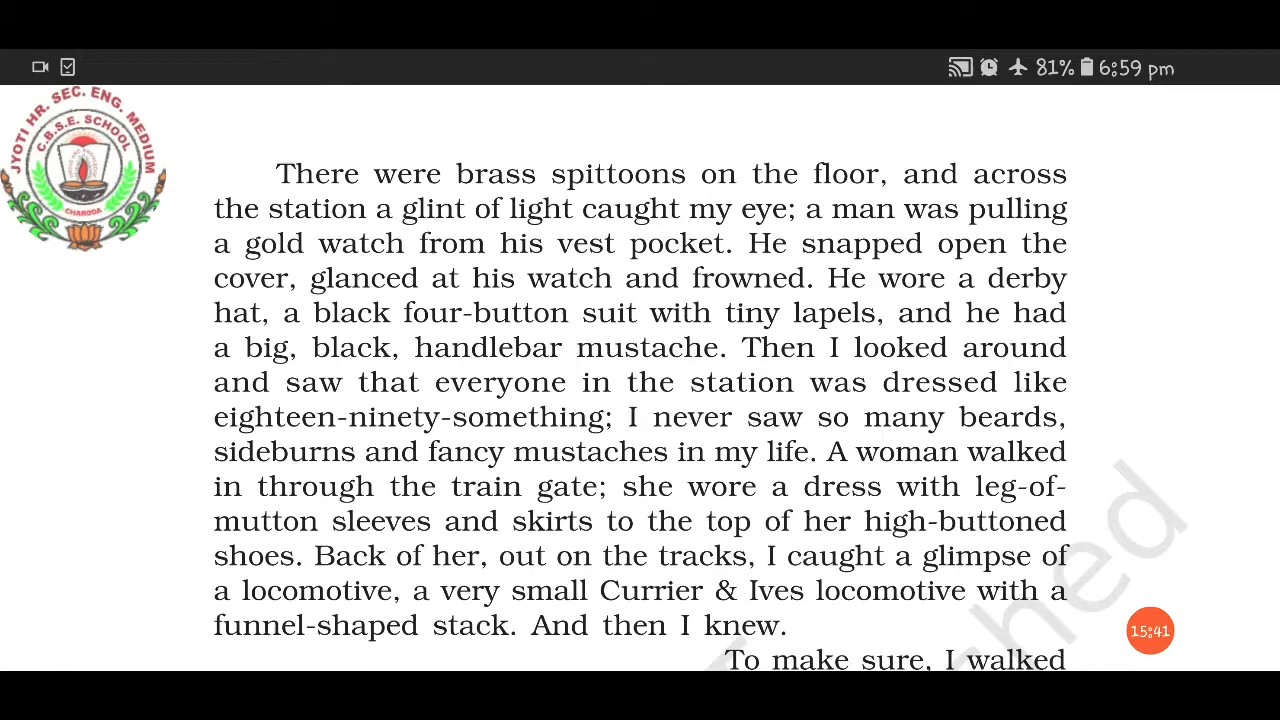 81% 6:59 pm
JYOTI HR. SEC. ENG. MEDIUM
C.B.S.E. SCHOOL
CHARODA
There were brass spittoons on the floor, and across
the station a glint of light caught my eye; a man was pulling
a gold watch from his vest pocket. He snapped open the
cover, glanced at his watch and frowned. He wore a derby
hat, a black four-button suit with tiny lapels, and he had
a big, black, handlebar mustache. Then I looked around
and saw that everyone in the station was dressed like
eighteen-ninety-something; I never saw so many beards,
sideburns and fancy mustaches in my life. A woman walked
in through the train gate; she wore a dress with leg-of-
mutton sleeves and skirts to the top of her high-buttoned
shoes. Back of her, out on the tracks, I caught a glimpse of
a locomotive, a very small Currier & Ives locomotive with a
funnel-shaped stack. And then I knew.
To make sure, I walked
15:41